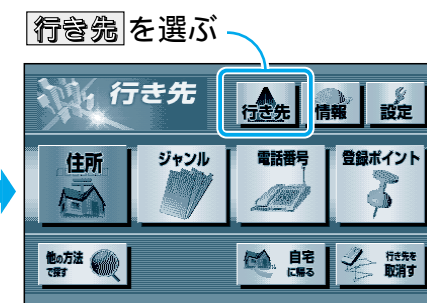 行き先を選ぶ
行き先
行き先
情報
設定
住所
ジャンル
電話番号
登録ポイント
他の方法
で探す
自宅
に帰る
行き先を
取消す